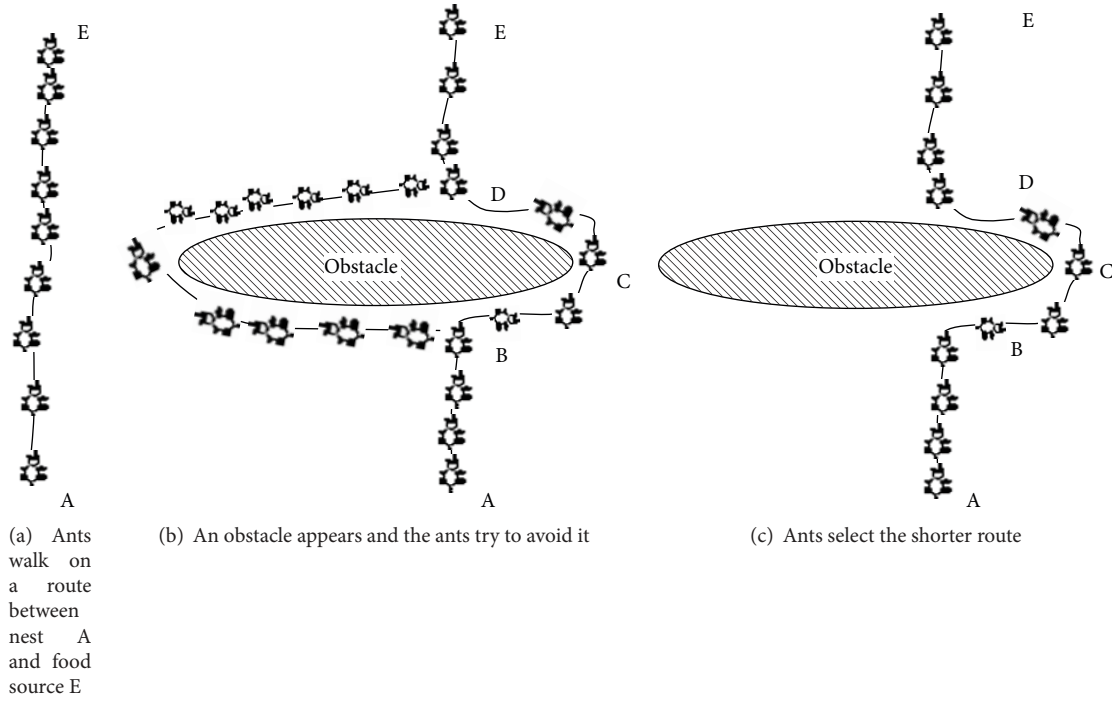 E
A
(a) Ants
walk on
a route
between
nest A
and food
source E
E
D
Obstacle
C
B
A
(b) An obstacle appears and the ants try to avoid it
E
D
Obstacle
C
B
A
(c) Ants select the shorter route